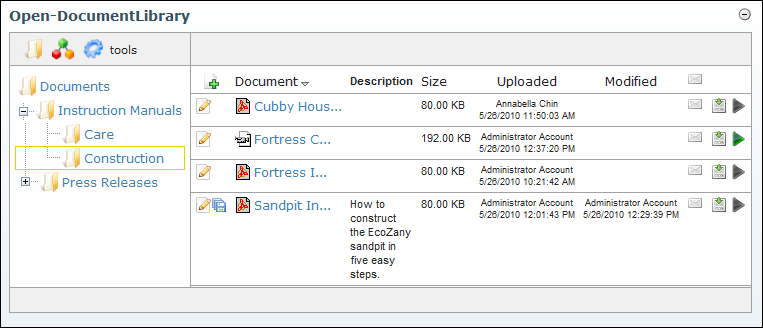 Open-DocumentLibrary
tools
Documents
Instruction Manuals
Care
Construction
Press Releases
Document Description Size Uploaded Modified
Cubby Hous... 80.00 KB Annabella Chin
5/26/2010 11:50:03 AM
Fortress C... 192.00 KB Administrator Account
5/26/2010 12:37:20 PM
Fortress I... 80.00 KB Administrator Account
5/26/2010 10:21:42 AM
Sandpit In... How to 80.00 KB Administrator Account Administrator Account
construct 5/26/2010 12:01:43 PM 5/26/2010 12:29:39 PM
the EcoZany
sandpit in
five easy
steps.